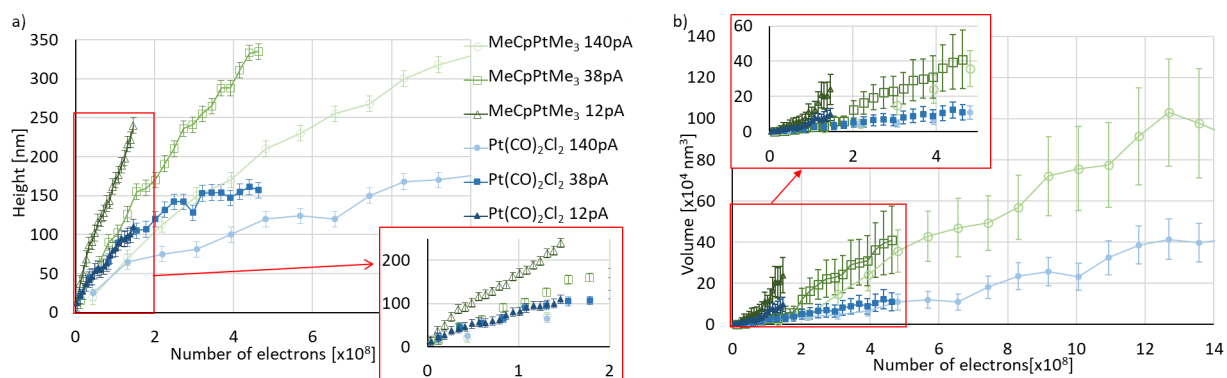 a)
350
300
250
200
150
100
50
0
Height [nm]
0 2 4 6
Number of electrons [x10⁸]
MeCpPtMe₃ 140pA
MeCpPtMe₃ 38pA
MeCpPtMe₃ 12pA
Pt(CO)₂Cl₂ 140pA
Pt(CO)₂Cl₂ 38pA
Pt(CO)₂Cl₂ 12pA
200
100
0
0 1 2
b)
140
120
100
80
60
40
20
0
Volume [x10⁴ nm³]
0 2 4 6 8 10 12 14
Number of electrons[x10⁸]
60
40
20
0
0 2 4